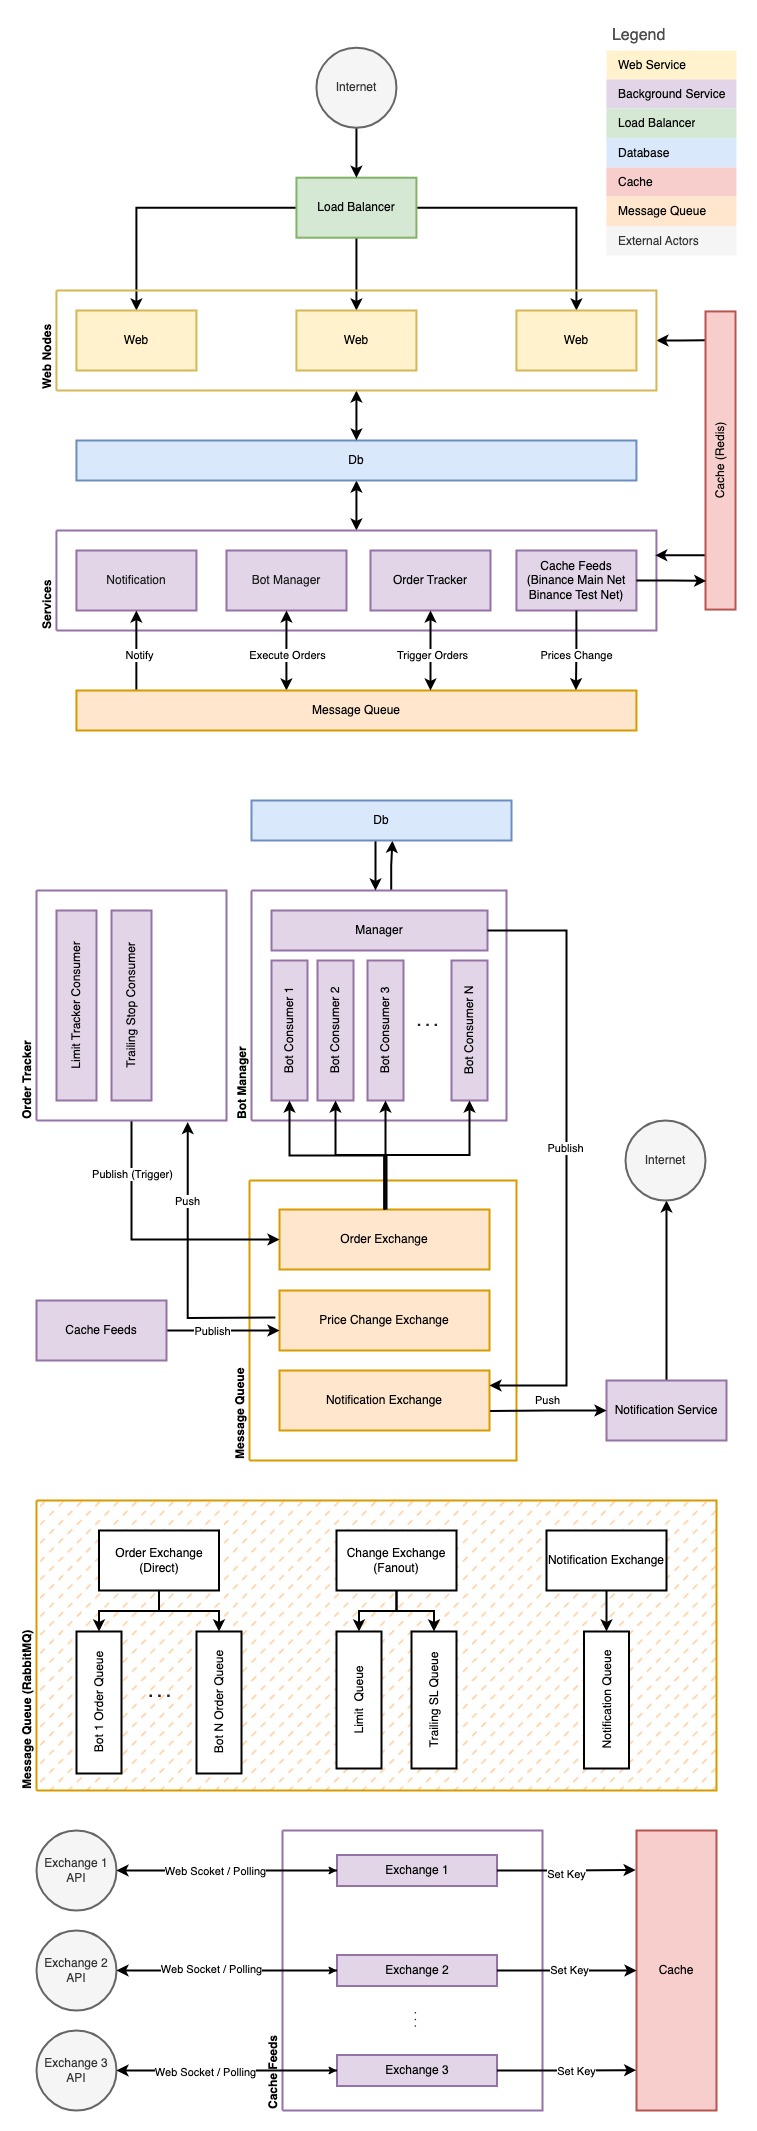 Legend
Web Service
Background Service
Load Balancer
Database
Cache
Message Queue
External Actors
Internet
Load Balancer
Web Nodes
Web
Web
Web
Cache (Redis)
Db
Services
Notification
Bot Manager
Order Tracker
Cache Feeds
(Binance Main Net
Binance Test Net)
Notify
Execute Orders
Trigger Orders
Prices Change
Message Queue
Db
Order Tracker
Limit Tracker Consumer
Trailing Stop Consumer
Bot Manager
Manager
Bot Consumer 1
Bot Consumer 2
Bot Consumer 3
. . .
Bot Consumer N
Publish
Internet
Publish (Trigger)
Push
Message Queue
Order Exchange
Cache Feeds
Publish
Price Change Exchange
Notification Exchange
Push
Notification Service
Message Queue (RabbitMQ)
Order Exchange
(Direct)
Change Exchange
(Fanout)
Notification Exchange
Bot 1 Order Queue
. . .
Bot N Order Queue
Limit Queue
Trailing SL Queue
Notification Queue
Cache Feeds
Exchange 1
API
Web Scoket / Polling
Exchange 1
Set Key
Exchange 2
API
Web Socket / Polling
Exchange 2
Set Key
Cache
. . .
Exchange 3
API
Web Socket / Polling
Exchange 3
Set Key